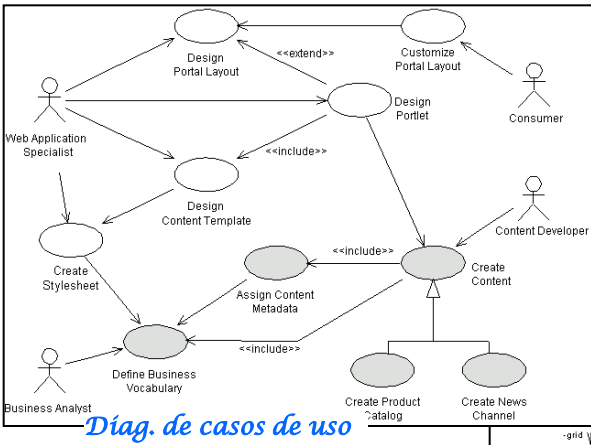 Design
Portal Layout
<<extend>>
Customize
Portal Layout
Design
Portlet
Consumer
Web Application
Specialist
<<include>>
Design
Content Template
Content Developer
Create
Stylesheet
<<include>>
Create
Content
Assign Content
Metadata
<<include>>
Define Business
Vocabulary
Business Analyst
Create Product
Catalog
Create News
Channel
Diag. de casos de uso
-grid